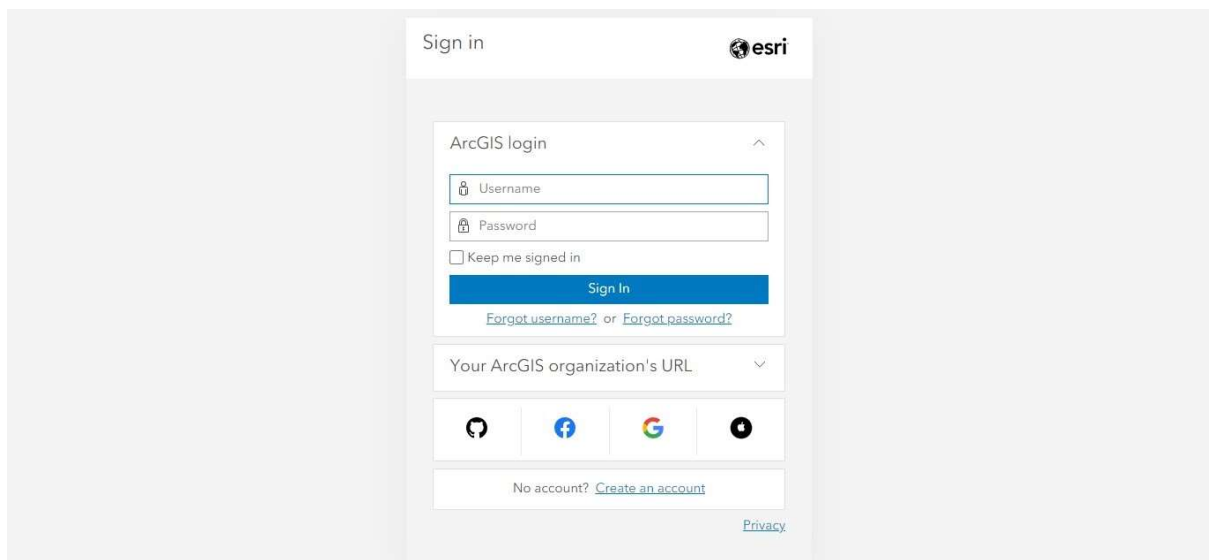 Sign in
esri
ArcGIS login
Username
Password
Keep me signed in
Sign In
Forgot username? or Forgot password?
Your ArcGIS organization's URL
No account? Create an account
Privacy